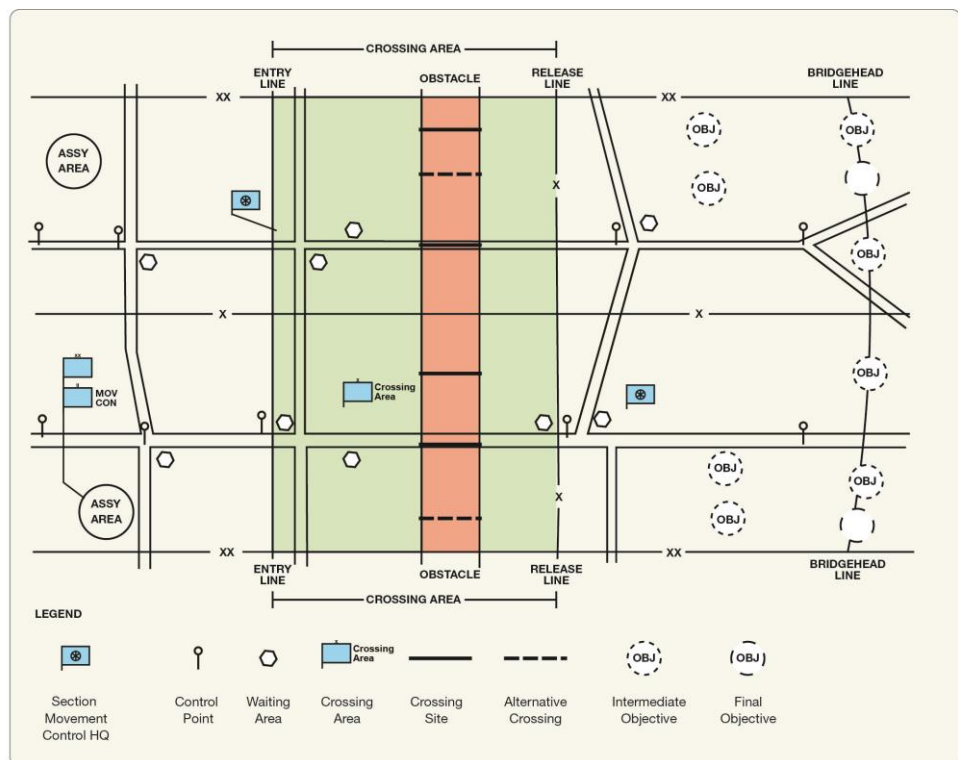 CROSSING AREA
ENTRY
LINE
OBSTACLE
RELEASE
LINE
BRIDGEHEAD
LINE
XX
XX
ASSY
AREA
OBJ
OBJ
OBJ
X
OBJ
X
X
XX
II
MOV
CON
II
Crossing
Area
OBJ
ASSY
AREA
OBJ
OBJ
OBJ
X
XX
XX
ENTRY
LINE
OBSTACLE
RELEASE
LINE
BRIDGEHEAD
LINE
CROSSING AREA
LEGEND
Crossing
Area
OBJ
OBJ
Section
Movement
Control HQ
Control
Point
Waiting
Area
Crossing
Area
Crossing
Site
Alternative
Crossing
Intermediate
Objective
Final
Objective